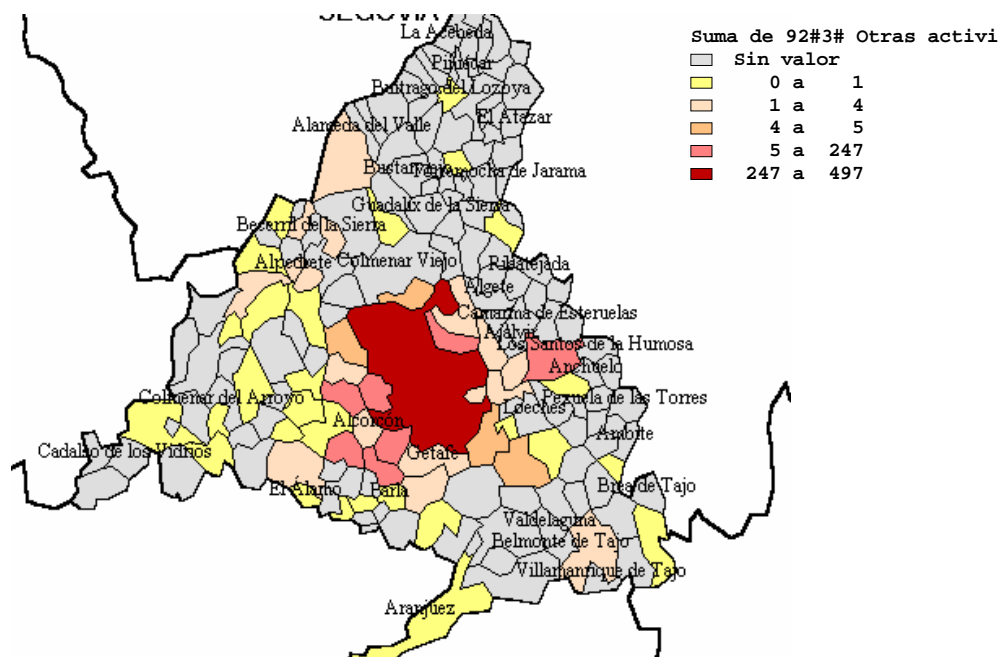 SEGOVIA
La Acebeda
Piñuécar
Buitrago del Lozoya
El Atazar
Alameda del Valle
Bustarviejo
Torremocha de Jarama
Guadalix de la Sierra
Becerril de la Sierra
Alpedrete
Colmenar Viejo
Ribatejada
Algete
Camarma de Esteruelas
Ajalvir
Los Santos de la Humosa
Anchuelo
Colmenar del Arroyo
Pezuela de las Torres
Loeches
Alcorcón
Ambite
Cadalso de los Vidrios
Getafe
El Álamo
Parla
Brea de Tajo
Valdelaguna
Belmonte de Tajo
Villamanrique de Tajo
Aranjuez
Suma de 92#3# Otras activi
Sin valor
0 a 1
1 a 4
4 a 5
5 a 247
247 a 497